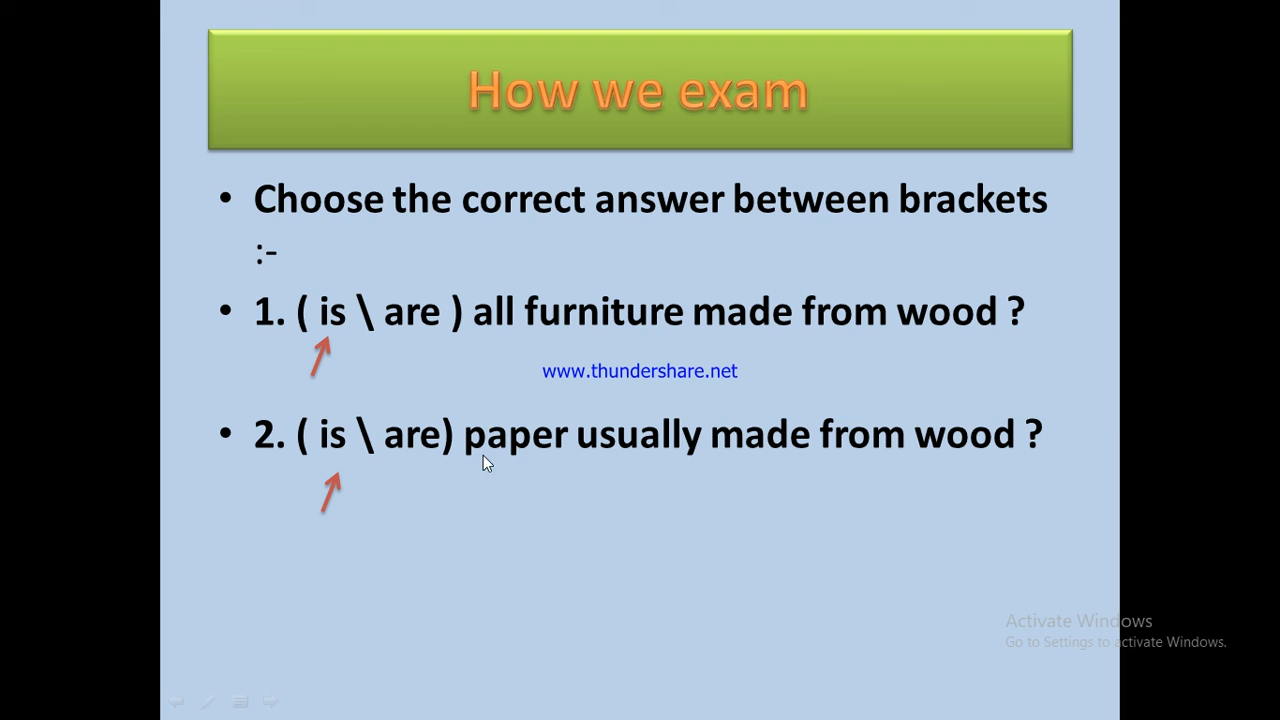 How we exam
• Choose the correct answer between brackets
:-
• 1. ( is \ are ) all furniture made from wood ?
www.thundershare.net
• 2. ( is \ are) paper usually made from wood ?
Activate Windows
Go to Settings to activate Windows.